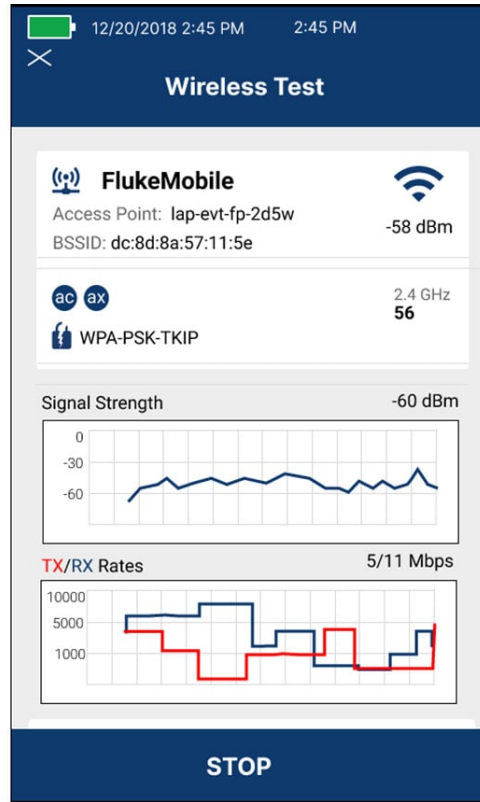 12/20/2018 2:45 PM 2:45 PM
Wireless Test
FlukeMobile
Access Point: lap-evt-fp-2d5w
-58 dBm
BSSID: dc:8d:8a:57:11:5e
ac ax
2.4 GHz
56
WPA-PSK-TKIP
Signal Strength -60 dBm
0
-30
-60
TX/RX Rates 5/11 Mbps
10000
5000
1000
STOP